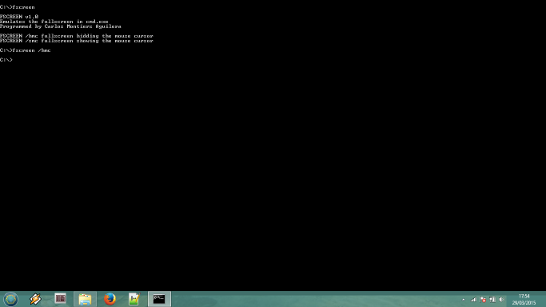 C:\>fscreen
FSCREEN v1.0
Emulates the fullscreen in cmd.exe
Programmed by Carlos Montiers Aguilera
FSCREEN /hmc fullscreen hidding the mouse cursor
FSCREEN /smc fullscreen showing the mouse cursor
C:\>fscreen /hmc
C:\>
17:54
29/03/2015